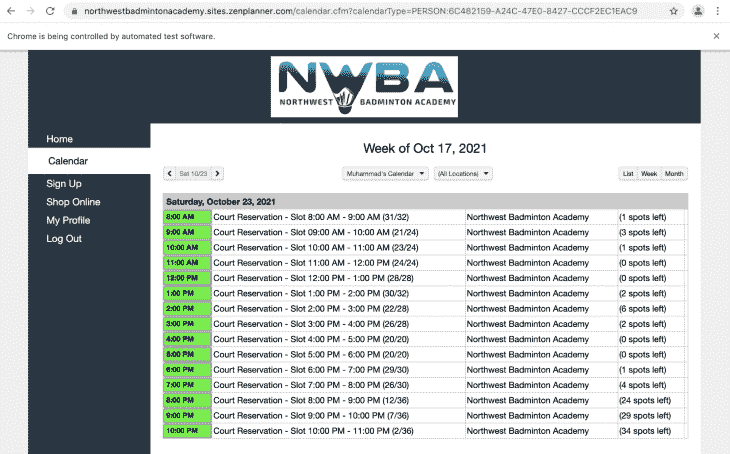 northwestbadmintonacademy.sites.zenplanner.com/calendar.cfm?calendarType=PERSON:6C482159-A24C-47E0-8427-CCCF2EC1EAC9
Chrome is being controlled by automated test software.
NWBA
NORTHWEST BADMINTON ACADEMY
Home
Calendar
Sign Up
Shop Online
My Profile
Log Out
Week of Oct 17, 2021
Sat 10/23 Muhammad's Calendar (All Locations) List Week Month
Saturday, October 23, 2021
8:00 AM Court Reservation - Slot 8:00 AM - 9:00 AM (31/32) Northwest Badminton Academy (1 spots left)
9:00 AM Court Reservation - Slot 09:00 AM - 10:00 AM (21/24) Northwest Badminton Academy (3 spots left)
10:00 AM Court Reservation - Slot 10:00 AM - 11:00 AM (23/24) Northwest Badminton Academy (1 spots left)
11:00 AM Court Reservation - Slot 11:00 AM - 12:00 PM (24/24) Northwest Badminton Academy (0 spots left)
12:00 PM Court Reservation - Slot 12:00 PM - 1:00 PM (28/28) Northwest Badminton Academy (0 spots left)
1:00 PM Court Reservation - Slot 1:00 PM - 2:00 PM (30/32) Northwest Badminton Academy (2 spots left)
2:00 PM Court Reservation - Slot 2:00 PM - 3:00 PM (22/28) Northwest Badminton Academy (6 spots left)
3:00 PM Court Reservation - Slot 3:00 PM - 4:00 PM (26/28) Northwest Badminton Academy (2 spots left)
4:00 PM Court Reservation - Slot 4:00 PM - 5:00 PM (20/20) Northwest Badminton Academy (0 spots left)
5:00 PM Court Reservation - Slot 5:00 PM - 6:00 PM (20/20) Northwest Badminton Academy (0 spots left)
6:00 PM Court Reservation - Slot 6:00 PM - 7:00 PM (29/30) Northwest Badminton Academy (1 spots left)
7:00 PM Court Reservation - Slot 7:00 PM - 8:00 PM (26/30) Northwest Badminton Academy (4 spots left)
8:00 PM Court Reservation - Slot 8:00 PM - 9:00 PM (12/36) Northwest Badminton Academy (24 spots left)
9:00 PM Court Reservation - Slot 9:00 PM - 10:00 PM (7/36) Northwest Badminton Academy (29 spots left)
10:00 PM Court Reservation - Slot 10:00 PM - 11:00 PM (2/36) Northwest Badminton Academy (34 spots left)